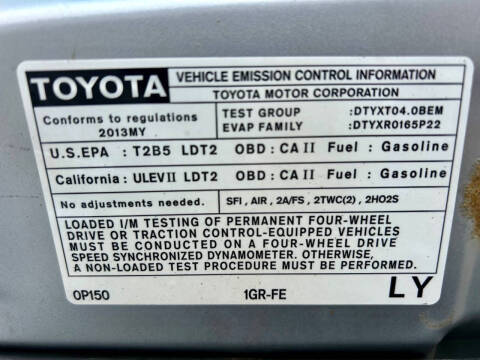 TOYOTA
VEHICLE EMISSION CONTROL INFORMATION
TOYOTA MOTOR CORPORATION
Conforms to regulations
2013MY
TEST GROUP :DTYXT04.0BEM
EVAP FAMILY :DTYXR0165P22
U.S.EPA : T2B5 LDT2 OBD : CA II Fuel : Gasoline
California : ULEV II LDT2 OBD : CA II Fuel : Gasoline
No adjustments needed.
SFI , AIR , 2A/FS , 2TWC(2) , 2HO2S
LOADED I/M TESTING OF PERMANENT FOUR-WHEEL
DRIVE OR TRACTION CONTROL-EQUIPPED VEHICLES
MUST BE CONDUCTED ON A FOUR-WHEEL DRIVE
SPEED SYNCHRONIZED DYNAMOMETER. OTHERWISE,
A NON-LOADED TEST PROCEDURE MUST BE PERFORMED.
0P150 1GR-FE LY